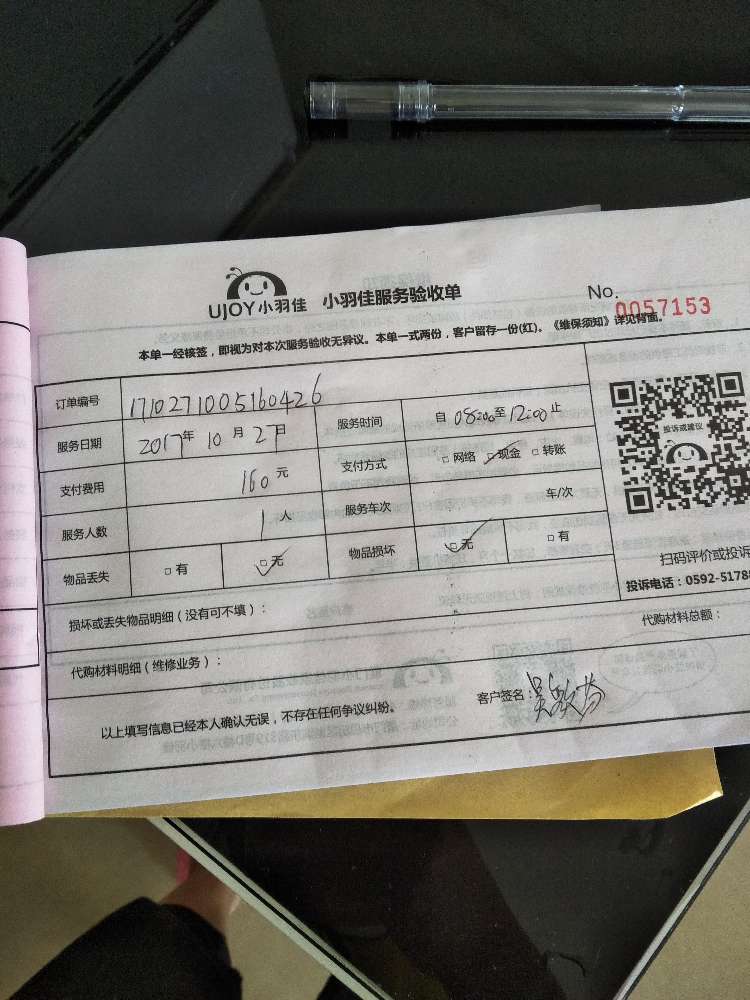 UJOY小羽佳 小羽佳服务验收单 No. 0057153
本单一经核签，即视为对本次服务验收无异议。本单一式两份，客户留存一份(红)。《维保须知》详见背面。
订单编号 1710271005160426
服务日期 2017年10月27日 服务时间 自 08:00至12:00止
支付费用 160元 支付方式 □网络 □现金 □转账
服务人数 1人 服务车次 车/次
物品丢失 □有 □无 物品损坏 □无 □有
投诉或建议
扫码评价或投诉
投诉电话：0592-5178
损坏或丢失物品明细（没有可不填）：
代购材料明细（维修业务）： 代购材料总额：
以上填写信息已经本人确认无误，不存在任何争议纠纷。 客户签名：